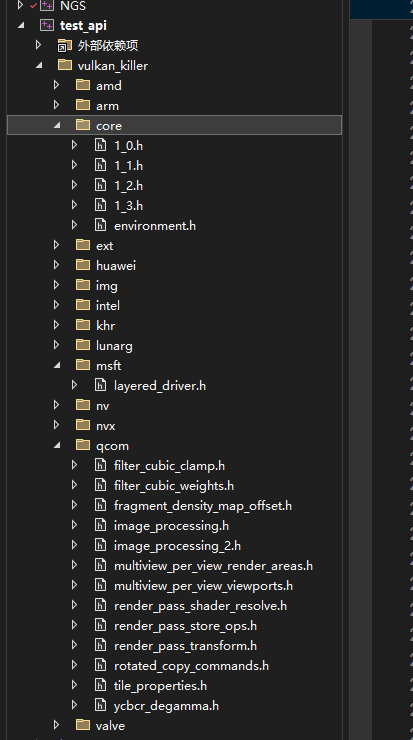 NGS
test_api
外部依赖项
vulkan_killer
amd
arm
core
1_0.h
1_1.h
1_2.h
1_3.h
environment.h
ext
huawei
img
intel
khr
lunarg
msft
layered_driver.h
nv
nvx
qcom
filter_cubic_clamp.h
filter_cubic_weights.h
fragment_density_map_offset.h
image_processing.h
image_processing_2.h
multiview_per_view_render_areas.h
multiview_per_view_viewports.h
render_pass_shader_resolve.h
render_pass_store_ops.h
render_pass_transform.h
rotated_copy_commands.h
tile_properties.h
ycbcr_degamma.h
valve